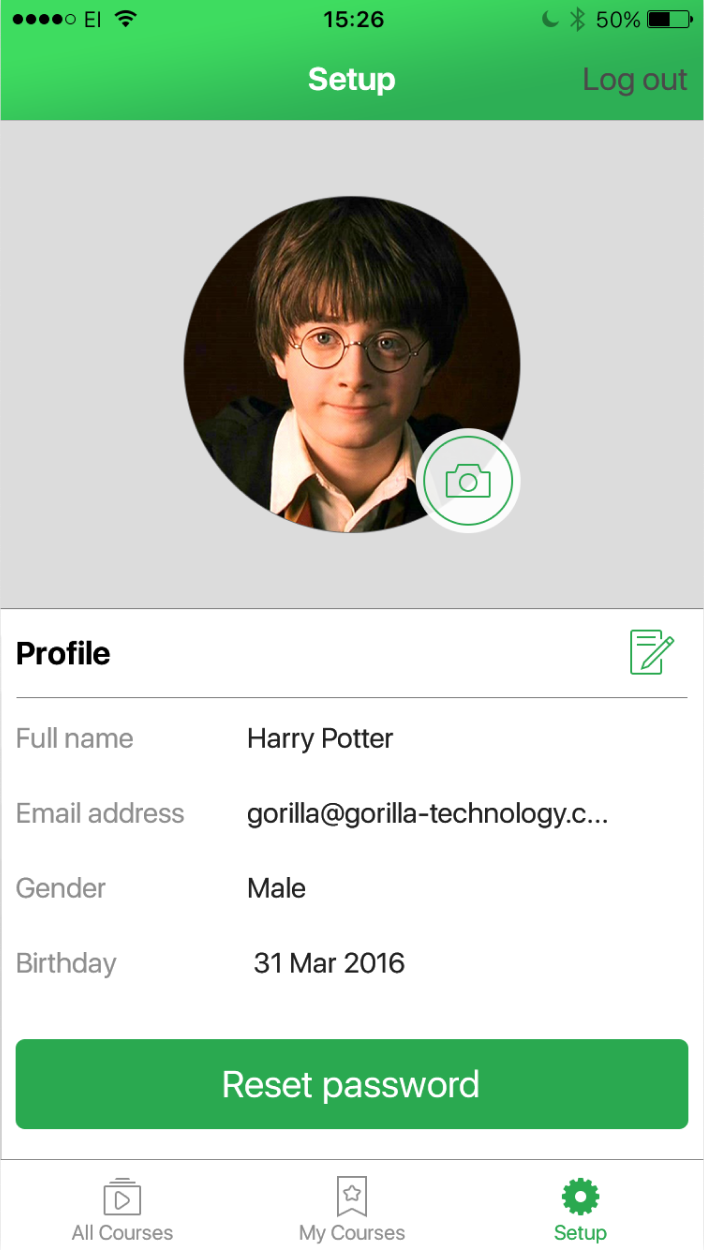 EI 15:26 50%
Setup Log out
Profile
Full name Harry Potter
Email address gorilla@gorilla-technology.c...
Gender Male
Birthday 31 Mar 2016
Reset password
All Courses My Courses Setup